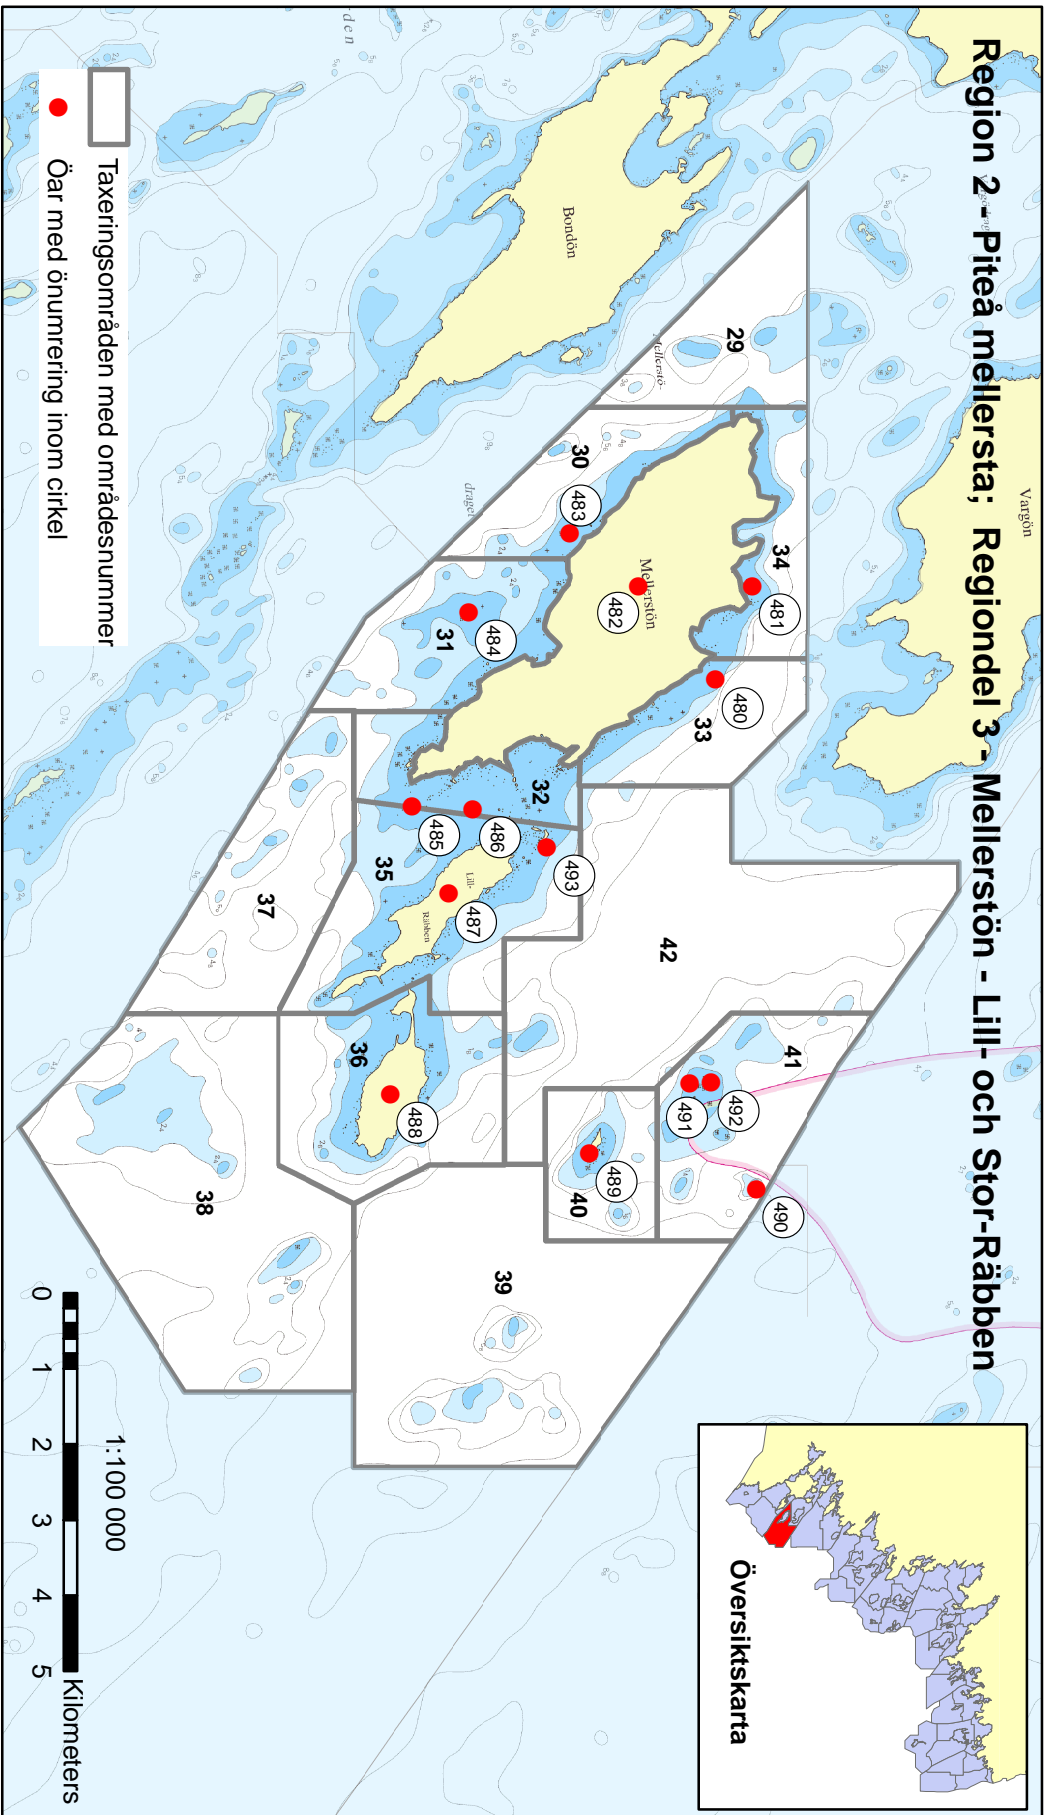 Region 2 - Piteå mellersta;  Regiondel 3 - Mellerstön - Lill- och Stor-Räbben
Vargön
Bondön
Mellerstö-
draget
Mellerstön
Lill-
Räbben
29
30
31
32
33
34
35
36
37
38
39
40
41
42
480
481
482
483
484
485
486
487
488
489
490
491
492
493
Översiktskarta
1:100 000
0 1 2 3 4 5 Kilometers
Taxeringsområden med områdesnummer
Öar med önumrering inom cirkel